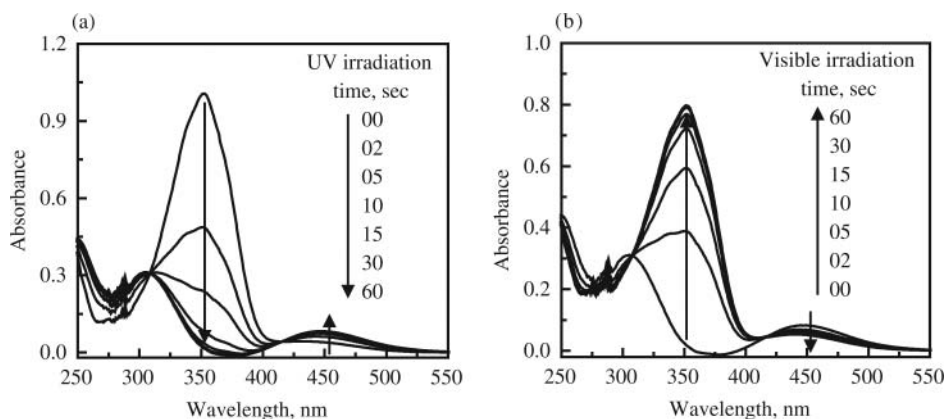 (a)
UV irradiation
time, sec
00
02
05
10
15
30
60
1.2
0.9
0.6
0.3
0.0
Absorbance
250 300 350 400 450 500 550
Wavelength, nm
(b)
Visible irradiation
time, sec
60
30
15
10
05
02
00
1.0
0.8
0.6
0.4
0.2
0.0
Absorbance
250 300 350 400 450 500 550
Wavelength, nm